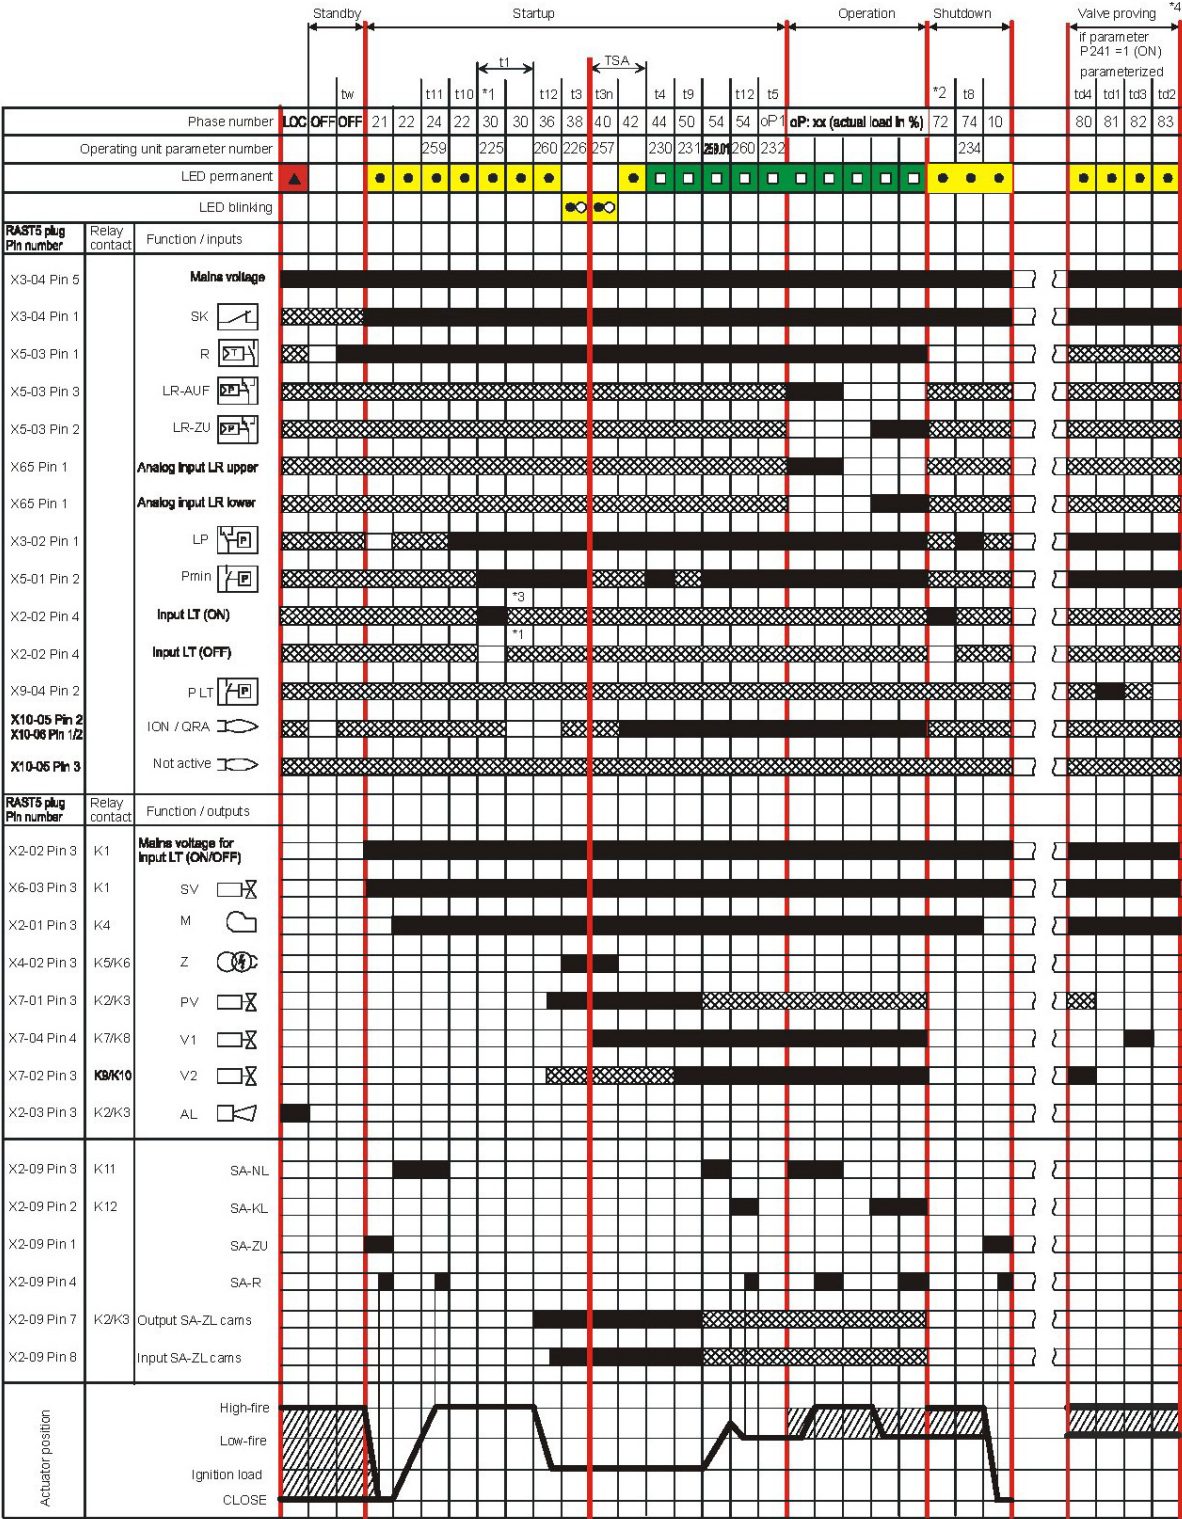 Standby Startup Operation Shutdown Valve proving *4
if parameter
P241 =1 (ON)
parameterized
t1 TSA
tw t11 t10 *1 t12 t3 t3n t4 t9 t12 t5 *2 t8 td4 td1 td3 td2
Phase number LOC OFF OFF 21 22 24 22 30 30 36 38 40 42 44 50 54 54 oP1 oP: xx (actual load in %) 72 74 10 80 81 82 83
Operating unit parameter number 259 225 260 226 257 230 231 259.01 260 232 234
LED permanent
LED blinking
RAST5 plug Pin number Relay contact Function / inputs
X3-04 Pin 5 Mains voltage
X3-04 Pin 1 SK
X5-03 Pin 1 R
X5-03 Pin 3 LR-AUF
X5-03 Pin 2 LR-ZU
X65 Pin 1 Analog input LR upper
X65 Pin 1 Analog input LR lower
X3-02 Pin 1 LP
X5-01 Pin 2 Pmin
*3
X2-02 Pin 4 Input LT (ON)
*1
X2-02 Pin 4 Input LT (OFF)
X9-04 Pin 2 P LT
X10-05 Pin 2
X10-06 Pin 1/2 ION / QRA
X10-05 Pin 3 Not active
RAST5 plug Pin number Relay contact Function / outputs
X2-02 Pin 3 K1 Mains voltage for
Input LT (ON/OFF)
X6-03 Pin 3 K1 SV
X2-01 Pin 3 K4 M
X4-02 Pin 3 K5/K6 Z
X7-01 Pin 3 K2/K3 PV
X7-04 Pin 4 K7/K8 V1
X7-02 Pin 3 K9/K10 V2
X2-03 Pin 3 K2/K3 AL
X2-09 Pin 3 K11 SA-NL
X2-09 Pin 2 K12 SA-KL
X2-09 Pin 1 SA-ZU
X2-09 Pin 4 SA-R
X2-09 Pin 7 K2/K3 Output SA-ZL cams
X2-09 Pin 8 Input SA-ZL cams
Actuator position
High-fire
Low-fire
Ignition load
CLOSE